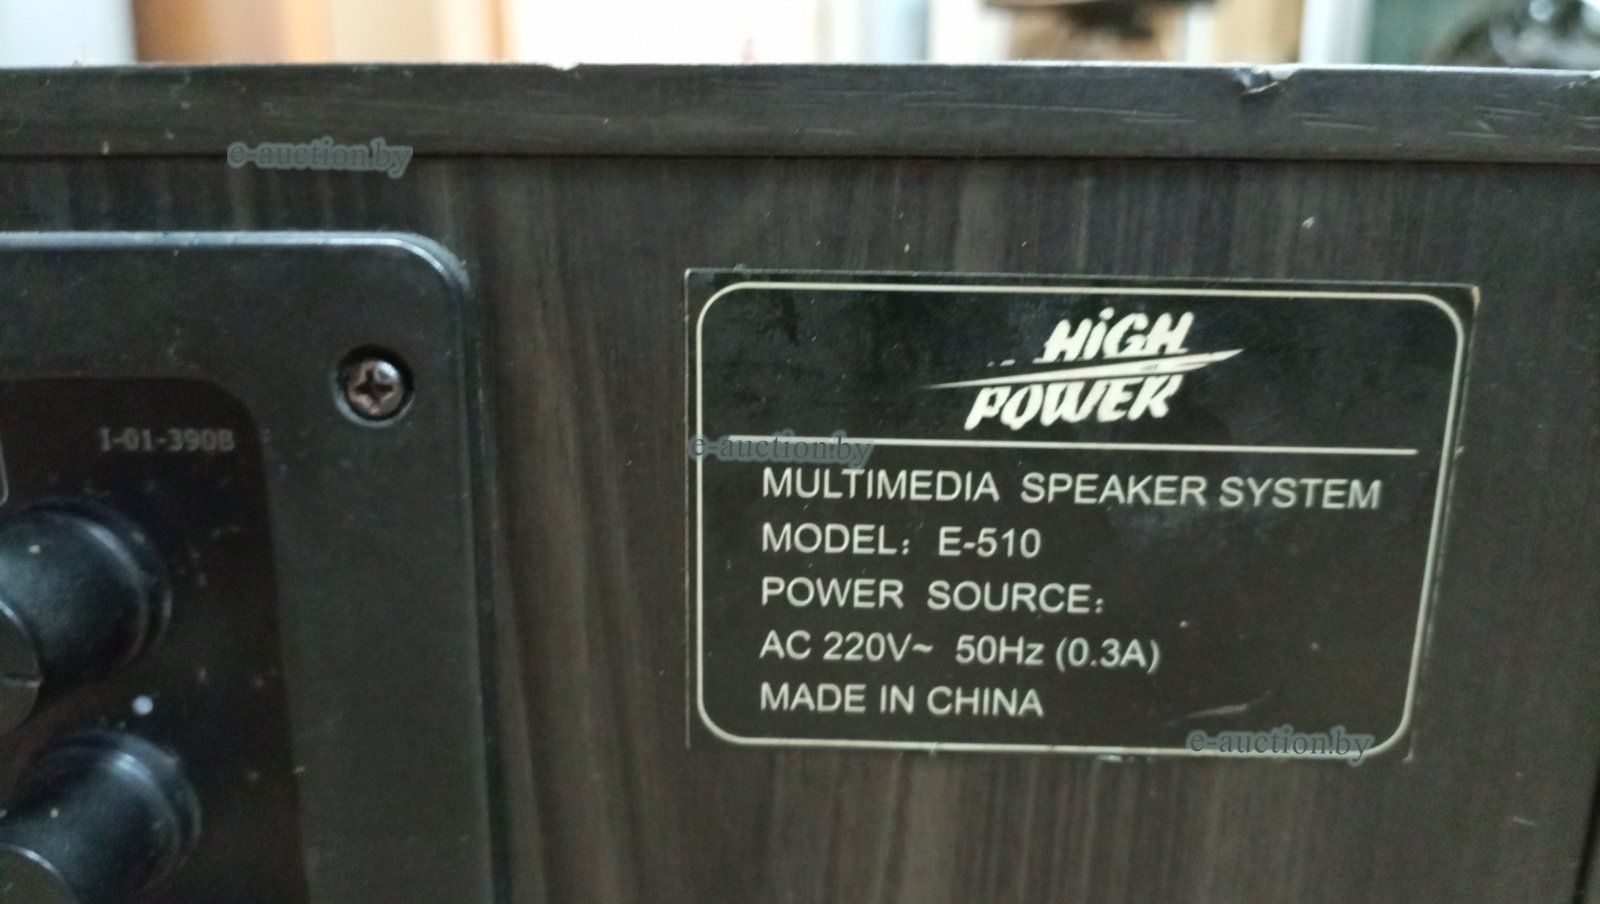 e-auction.by
HiGH
POWER
I-01-390B
e-auction.by
MULTIMEDIA SPEAKER SYSTEM
MODEL: E-510
POWER SOURCE:
AC 220V~ 50Hz (0.3A)
MADE IN CHINA
e-auction.by